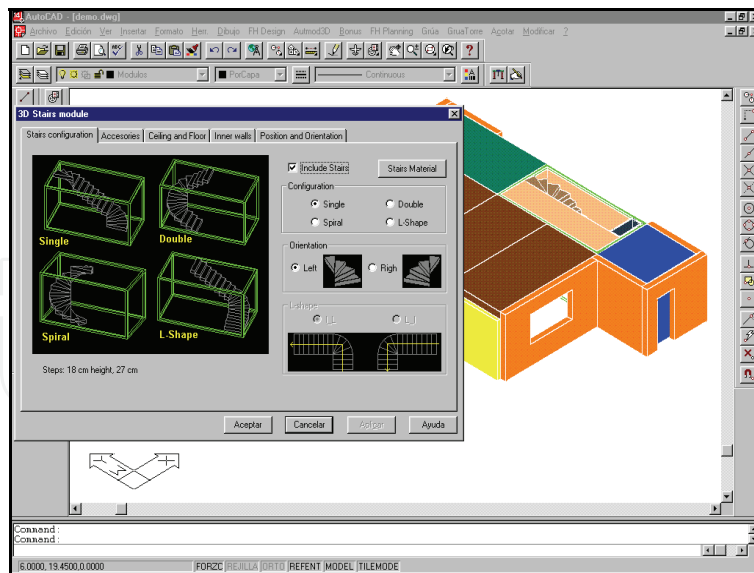 AutoCAD - [demo.dwg]
Archivo Edición Ver Insertar Formato Herr. Dibujo FH Design Autmod3D Bonus FH Planning Grúa GruaTorre Acotar Modificar ?
Modulos PorCapa Continuous
3D Stairs module
Stairs configuration Accesories Ceiling and Floor Inner walls Position and Orientation
Single Double
Spiral L-Shape
Steps: 18 cm height, 27 cm
Include Stairs Stairs Material
Configuration
Single Double
Spiral L-Shape
Orientation
Left Righ
L-shape
Aceptar Cancelar Aplicar Ayuda
Command:
Command:
6.0000, 19.4500,0.0000 FORZC REJILLA ORTO REFENT MODEL TILEMODE